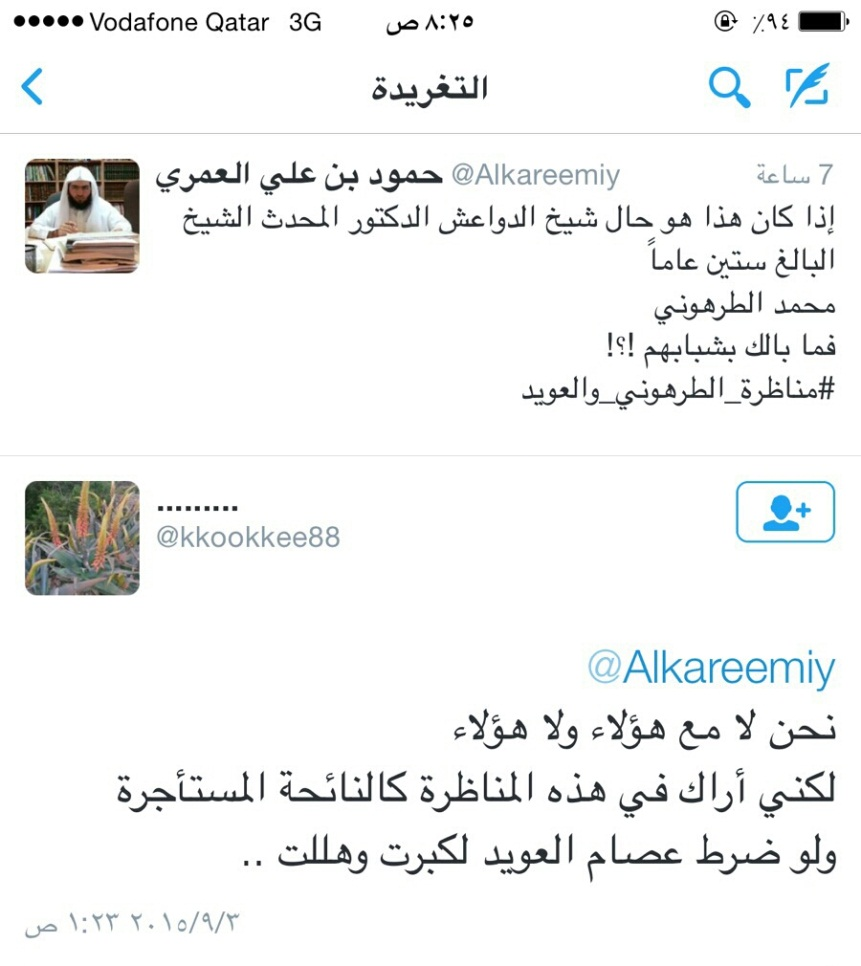 Vodafone Qatar 3G ٨:٢٥ ص ٪٩٤
التغريدة
حمود بن علي العمري @Alkareemiy 7 ساعة
إذا كان هذا هو حال شيخ الدواعش الدكتور المحدث الشيخ
البالغ ستين عاماً
محمد الطرهوني
فما بالك بشبابهم !؟!
#مناظرة_الطرهوني_والعويد
.........
@kkookkee88
@Alkareemiy
نحن لا مع هؤلاء ولا هؤلاء
لكني أراك في هذه المناظرة كالنائحة المستأجرة
ولو ضرط عصام العويد لكبرت وهللت ..
٢٠١٥/٩/٣ ١:٢٣ ص